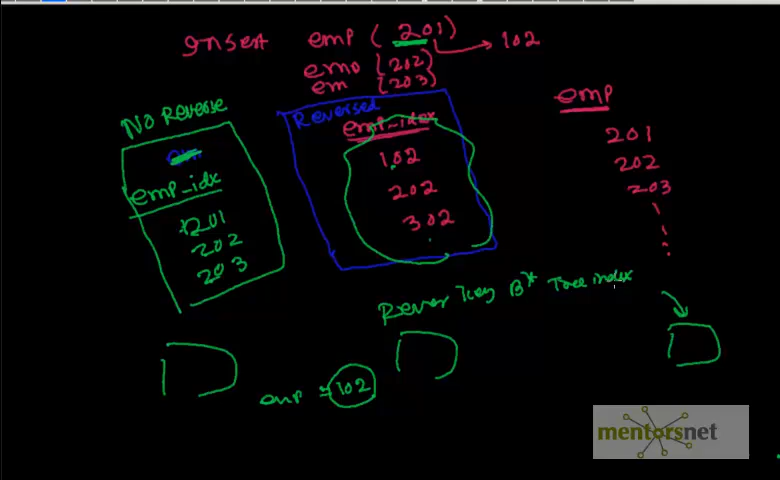 Insert emp (201) → 102
emo (202)
em (203)
No Reverse
emp_idx
201
202
203
Reversed
emp_idex
102
202
302
emp
201
202
203
Rever Key B* Tree index
emp = 102
mentorsnet